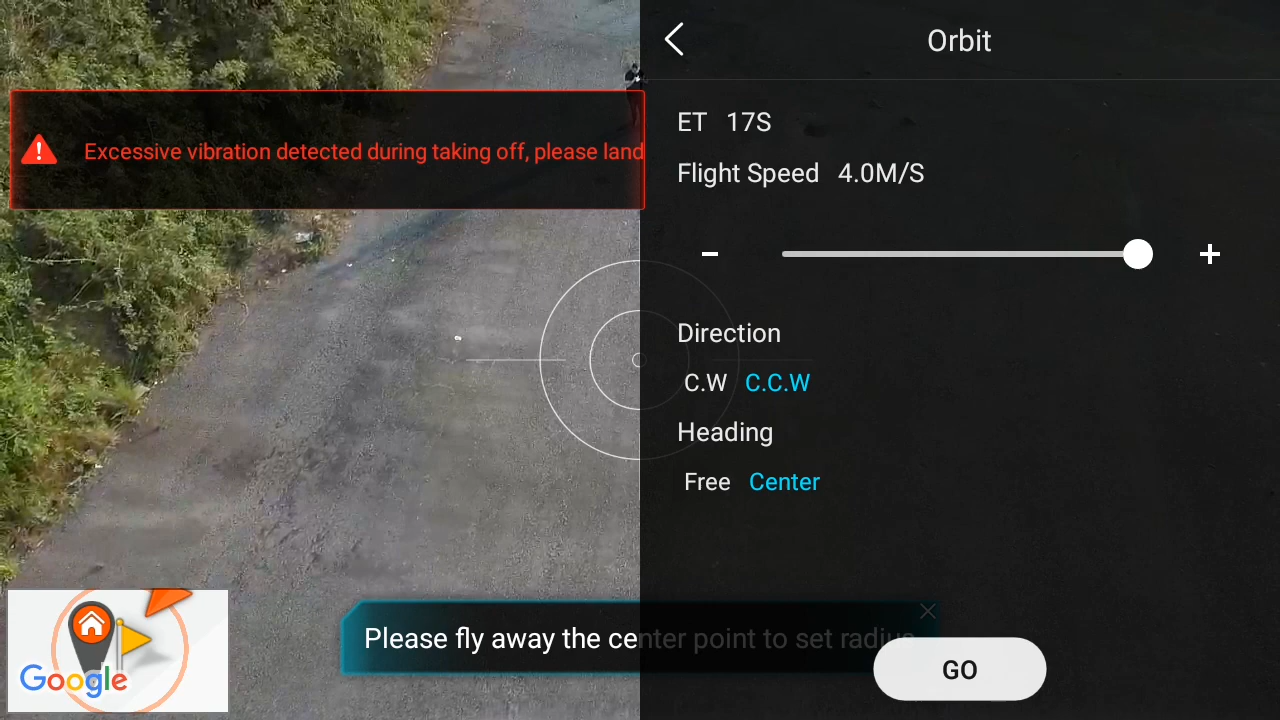 Orbit
Excessive vibration detected during taking off, please land
ET 17S
Flight Speed 4.0M/S
Direction
C.W C.C.W
Heading
Free Center
Please fly away the center point to set radius
GO
Google